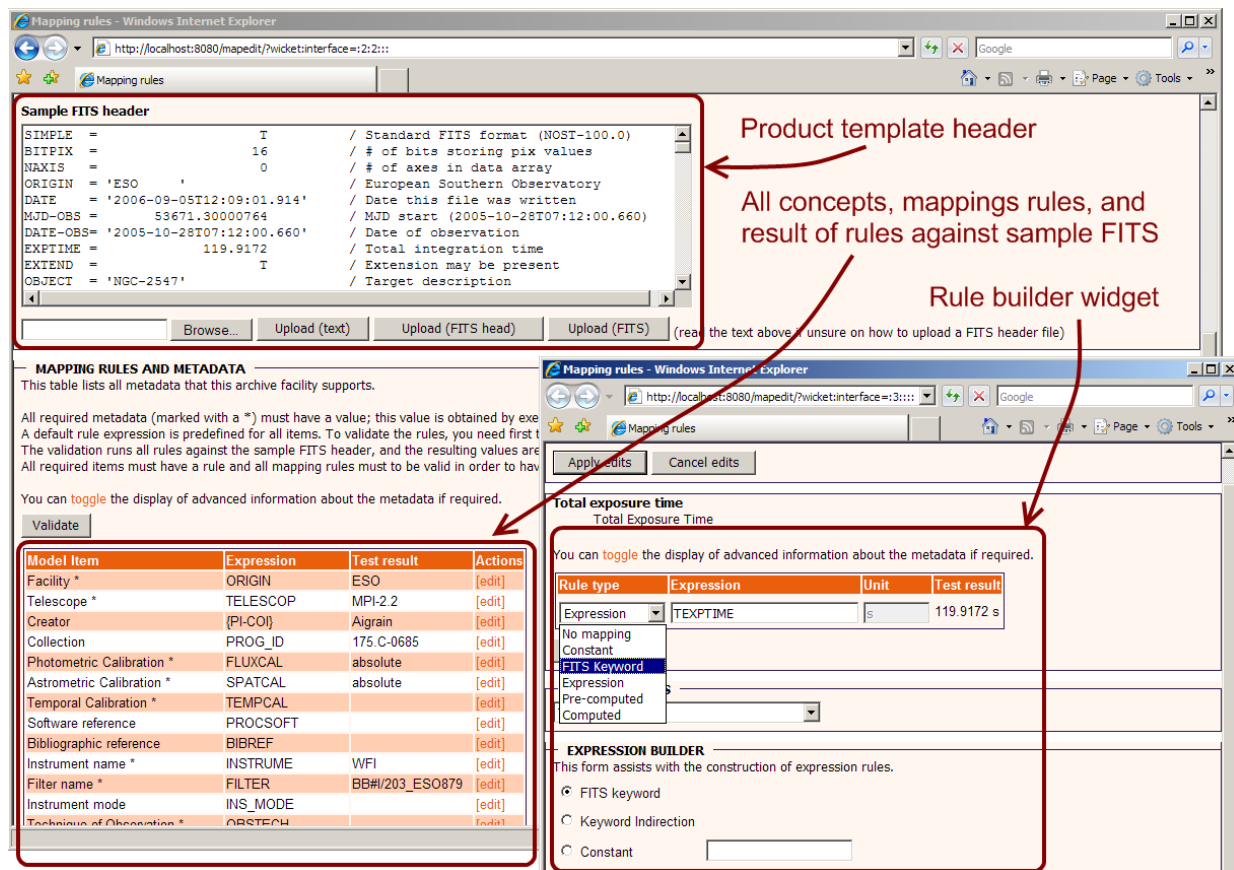 Mapping rules - Windows Internet Explorer
http://localhost:8080/mapedit/?wicket:interface=:2:2:::
Google
Mapping rules
Page
Tools
Sample FITS header
SIMPLE = T / Standard FITS format (NOST-100.0)
BITPIX = 16 / # of bits storing pix values
NAXIS = 0 / # of axes in data array
ORIGIN = 'ESO ' / European Southern Observatory
DATE = '2006-09-05T12:09:01.914' / Date this file was written
MJD-OBS = 53671.30000764 / MJD start (2005-10-28T07:12:00.660)
DATE-OBS= '2005-10-28T07:12:00.660' / Date of observation
EXPTIME = 119.9172 / Total integration time
EXTEND = T / Extension may be present
OBJECT = 'NGC-2547' / Target description
Browse... Upload (text) Upload (FITS head) Upload (FITS) (read the text above if unsure on how to upload a FITS header file)
Product template header
All concepts, mappings rules, and
result of rules against sample FITS
Rule builder widget
MAPPING RULES AND METADATA
This table lists all metadata that this archive facility supports.
All required metadata (marked with a *) must have a value; this value is obtained by exe
A default rule expression is predefined for all items. To validate the rules, you need first t
The validation runs all rules against the sample FITS header, and the resulting values are
All required items must have a rule and all mapping rules must to be valid in order to hav
You can toggle the display of advanced information about the metadata if required.
Validate
Model Item Expression Test result Actions
Facility * ORIGIN ESO [edit]
Telescope * TELESCOP MPI-2.2 [edit]
Creator {PI-COI} Aigrain [edit]
Collection PROG_ID 175.C-0685 [edit]
Photometric Calibration * FLUXCAL absolute [edit]
Astrometric Calibration * SPATCAL absolute [edit]
Temporal Calibration * TEMPCAL [edit]
Software reference PROCSOFT [edit]
Bibliographic reference BIBREF [edit]
Instrument name * INSTRUME WFI [edit]
Filter name * FILTER BB#I/203_ESO879 [edit]
Instrument mode INS_MODE [edit]
Technique of Observation * OBSTECH [edit]
Mapping rules - Windows Internet Explorer
http://localhost:8080/mapedit/?wicket:interface=:3::::
Google
Mapping rules
Page
Tools
Apply edits Cancel edits
Total exposure time
Total Exposure Time
You can toggle the display of advanced information about the metadata if required.
Rule type Expression Unit Test result
Expression TEXPTIME s 119.9172 s
No mapping
Constant
FITS Keyword
Expression
Pre-computed
Computed
EXPRESSION BUILDER
This form assists with the construction of expression rules.
FITS keyword
Keyword Indirection
Constant